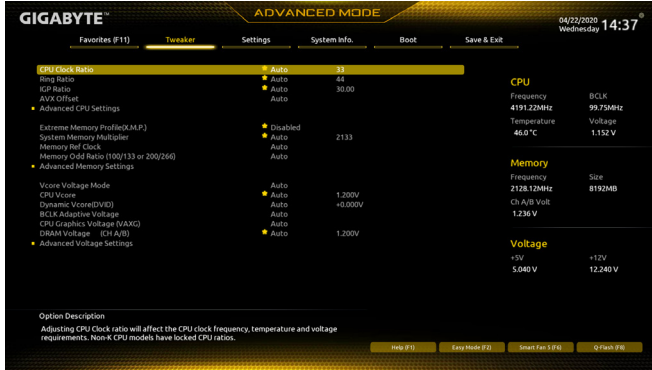 GIGABYTE™
ADVANCED MODE
04/22/2020
Wednesday 14:37
Favorites (F11) Tweaker Settings System Info. Boot Save & Exit
CPU Clock Ratio Auto 33
Ring Ratio Auto 44
IGP Ratio Auto 30.00
AVX Offset Auto
Advanced CPU Settings
Extreme Memory Profile(X.M.P.) Disabled
System Memory Multiplier Auto 2133
Memory Ref Clock Auto
Memory Odd Ratio (100/133 or 200/266) Auto
Advanced Memory Settings
Vcore Voltage Mode Auto
CPU Vcore Auto 1.200V
Dynamic Vcore(DVID) Auto +0.000V
BCLK Adaptive Voltage Auto
CPU Graphics Voltage (VAXG) Auto
DRAM Voltage (CH A/B) Auto 1.200V
Advanced Voltage Settings
CPU
Frequency BCLK
4191.22MHz 99.75MHz
Temperature Voltage
46.0 °C 1.152 V
Memory
Frequency Size
2128.12MHz 8192MB
Ch A/B Volt
1.236 V
Voltage
+5V +12V
5.040 V 12.240 V
Option Description
Adjusting CPU Clock ratio will affect the CPU clock frequency, temperature and voltage
requirements. Non-K CPU models have locked CPU ratios.
Help (F1) Easy Mode (F2) Smart Fan 5 (F6) Q-Flash (F8)